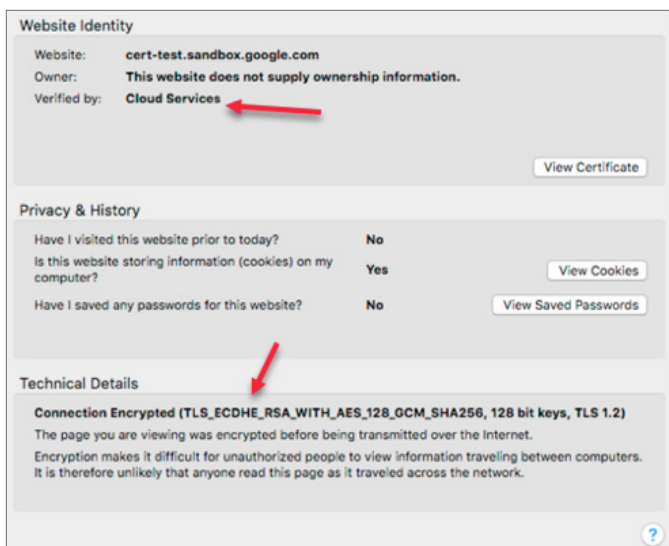 Website Identity
Website: cert-test.sandbox.google.com
Owner: This website does not supply ownership information.
Verified by: Cloud Services
View Certificate
Privacy & History
Have I visited this website prior to today? No
Is this website storing information (cookies) on my
computer? Yes View Cookies
Have I saved any passwords for this website? No View Saved Passwords
Technical Details
Connection Encrypted (TLS_ECDHE_RSA_WITH_AES_128_GCM_SHA256, 128 bit keys, TLS 1.2)
The page you are viewing was encrypted before being transmitted over the Internet.
Encryption makes it difficult for unauthorized people to view information traveling between computers.
It is therefore unlikely that anyone read this page as it traveled across the network.
?